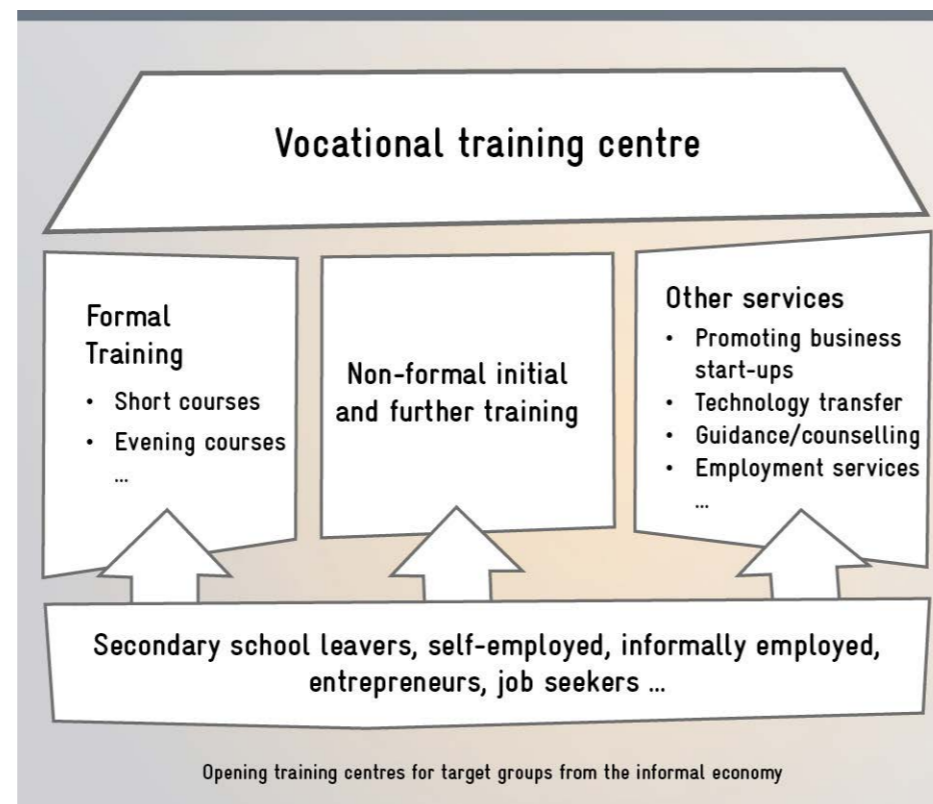 Vocational training centre
Formal
Training
• Short courses
• Evening courses
...
Non-formal initial
and further training
Other services
• Promoting business
start-ups
• Technology transfer
• Guidance/counselling
• Employment services
...
Secondary school leavers, self-employed, informally employed,
entrepreneurs, job seekers ...
Opening training centres for target groups from the informal economy